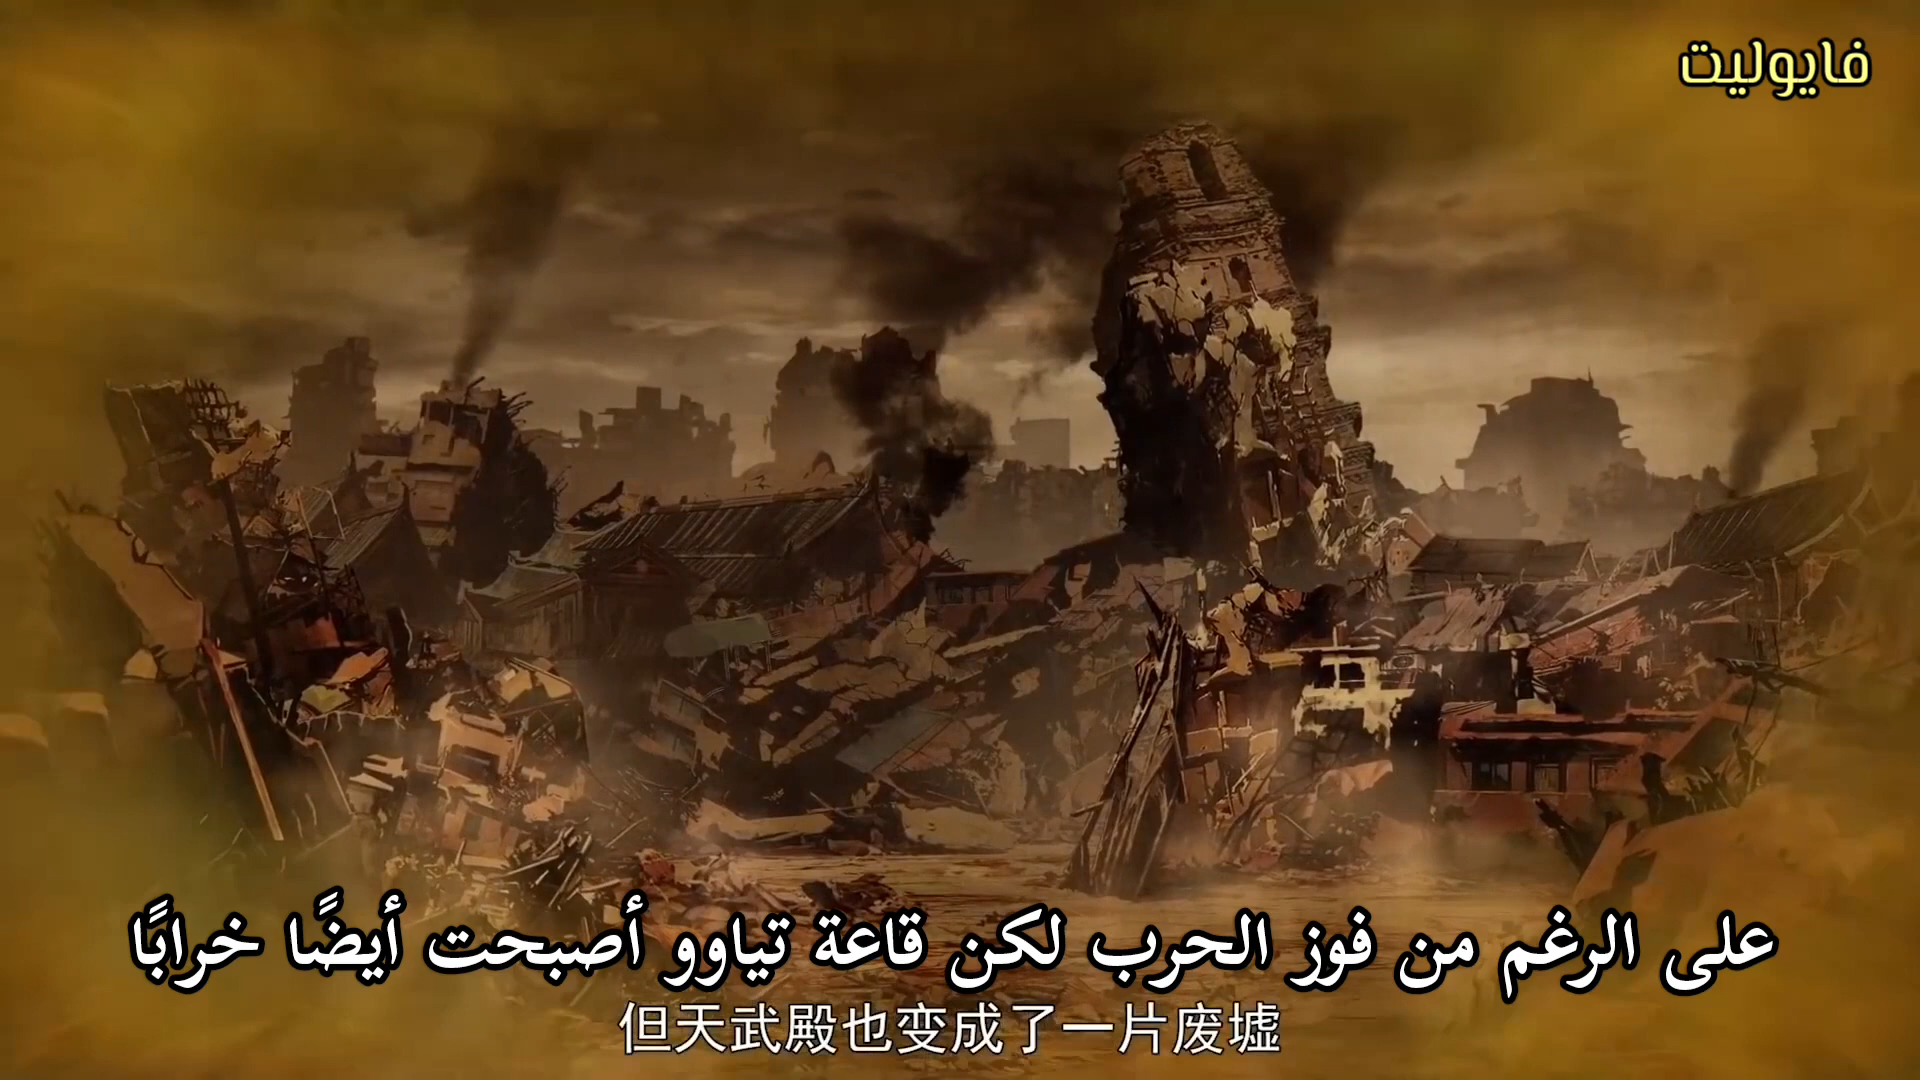 فايوليت
على الرغم من فوز الحرب لكن قاعة تياوو أصبحت أيضًا خرابًا
但天武殿也变成了一片废墟